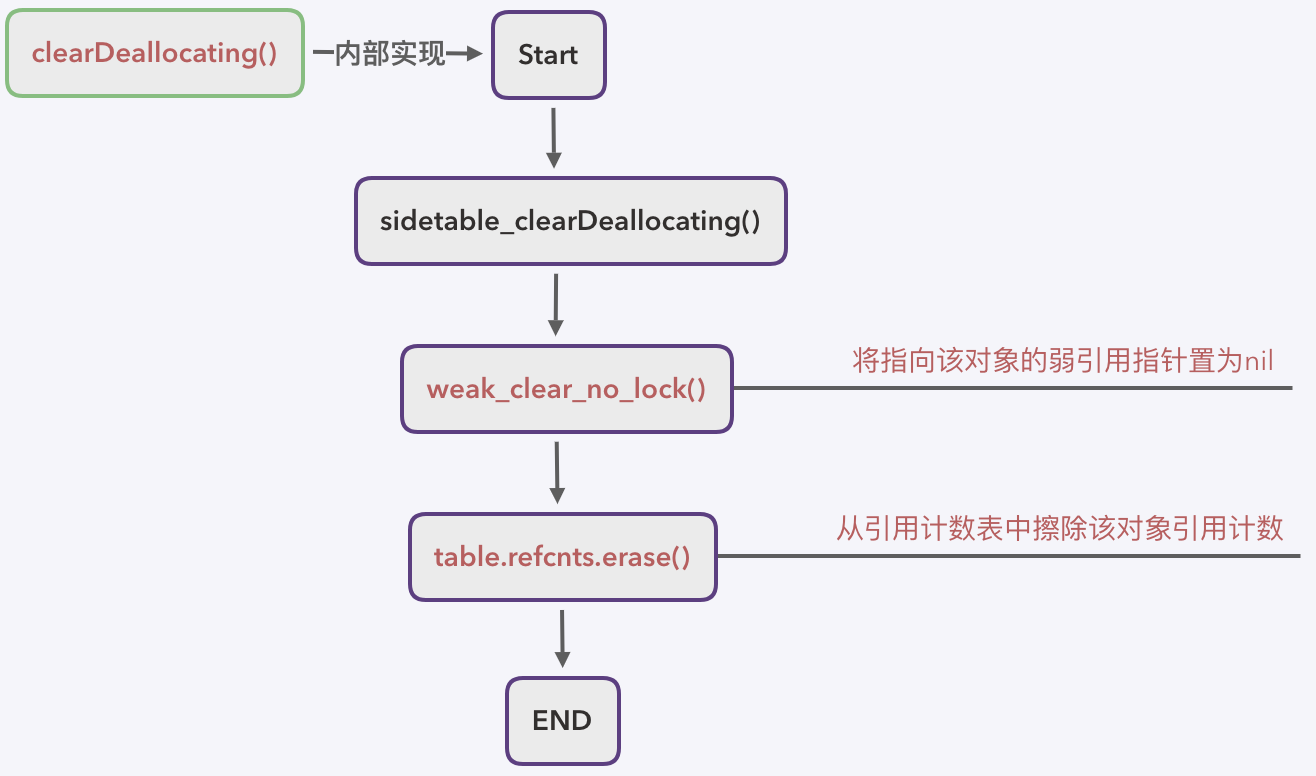 clearDeallocating()
内部实现
Start
sidetable_clearDeallocating()
weak_clear_no_lock()
将指向该对象的弱引用指针置为nil
table.refcnts.erase()
从引用计数表中擦除该对象引用计数
END